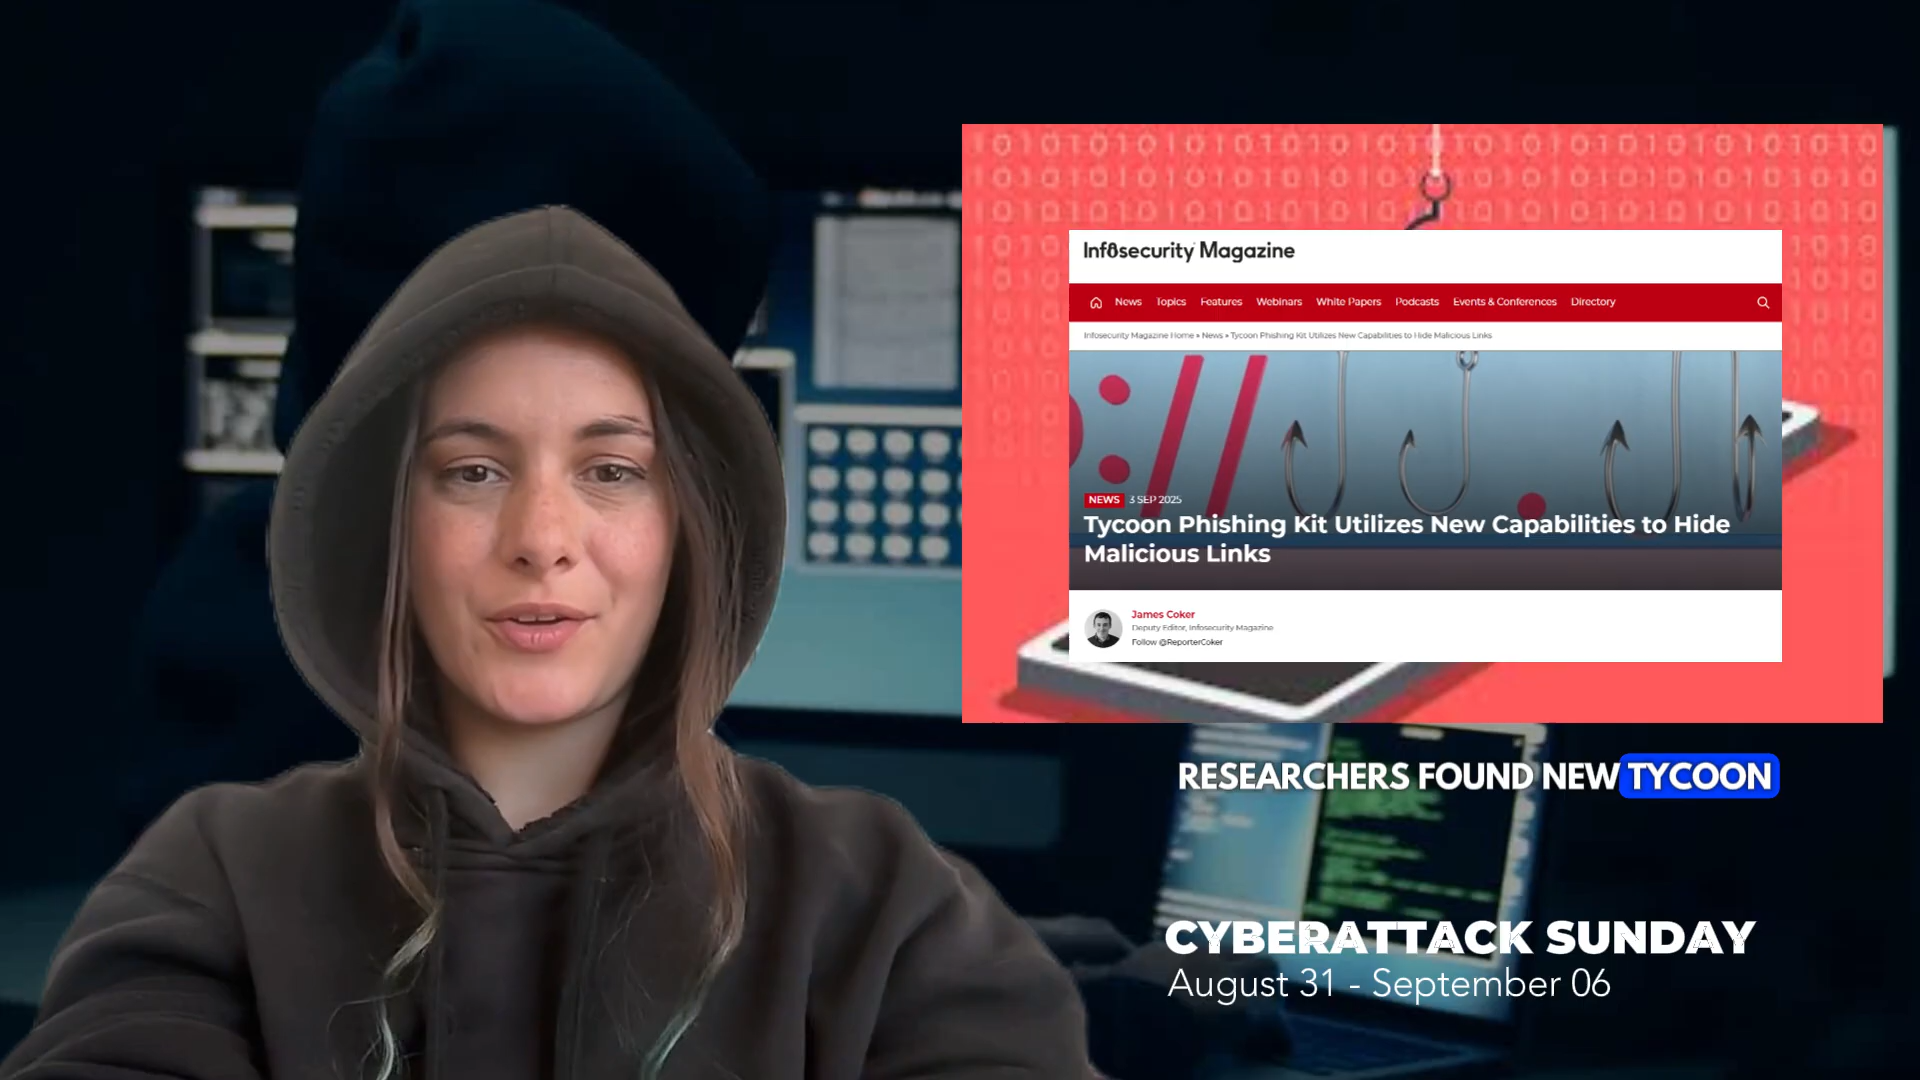 Infosecurity Magazine
News Topics Features Webinars White Papers Podcasts Events & Conferences Directory
Infosecurity Magazine Home » News » Tycoon Phishing Kit Utilizes New Capabilities to Hide Malicious Links
://
NEWS 3 SEP 2025
Tycoon Phishing Kit Utilizes New Capabilities to Hide
Malicious Links
James Coker
Deputy Editor, Infosecurity Magazine
Follow @ReporterCoker
RESEARCHERS FOUND NEW TYCOON
CYBERATTACK SUNDAY
August 31 - September 06